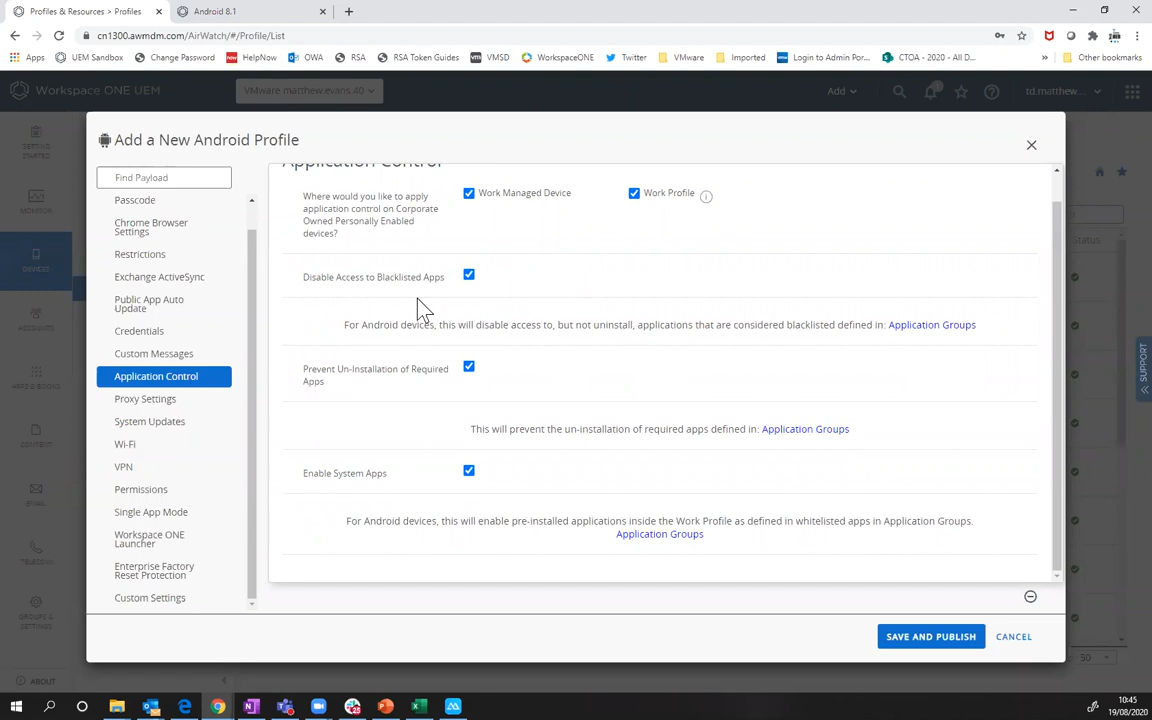 Profiles & Resources > Profiles
Android 8.1
cn1300.awmdm.com/AirWatch/#/Profile/List
Apps
UEM Sandbox
Change Password
HelpNow
OWA
RSA
RSA Token Guides
VMSD
WorkspaceONE
Twitter
VMware
Imported
Login to Admin Por...
CTOA - 2020 - All D...
»
Other bookmarks
Workspace ONE UEM
VMware matthew.evans.40
Add
1
td.matthew...
GETTING STARTED
MONITOR
DEVICES
ACCOUNTS
APPS & BOOKS
CONTENT
EMAIL
TELECOM
GROUPS & SETTINGS
ABOUT
Add a New Android Profile
Find Payload
Passcode
Chrome Browser
Settings
Restrictions
Exchange ActiveSync
Public App Auto
Update
Credentials
Custom Messages
Application Control
Proxy Settings
System Updates
Wi-Fi
VPN
Permissions
Single App Mode
Workspace ONE
Launcher
Enterprise Factory
Reset Protection
Custom Settings
Application Control
Where would you like to apply
application control on Corporate
Owned Personally Enabled
devices?
Work Managed Device
Work Profile
Disable Access to Blacklisted Apps
For Android devices, this will disable access to, but not uninstall, applications that are considered blacklisted defined in: Application Groups
Prevent Un-Installation of Required
Apps
This will prevent the un-installation of required apps defined in: Application Groups
Enable System Apps
For Android devices, this will enable pre-installed applications inside the Work Profile as defined in whitelisted apps in Application Groups.
Application Groups
SAVE AND PUBLISH
CANCEL
Status
50
SUPPORT
25
10:45
19/08/2020